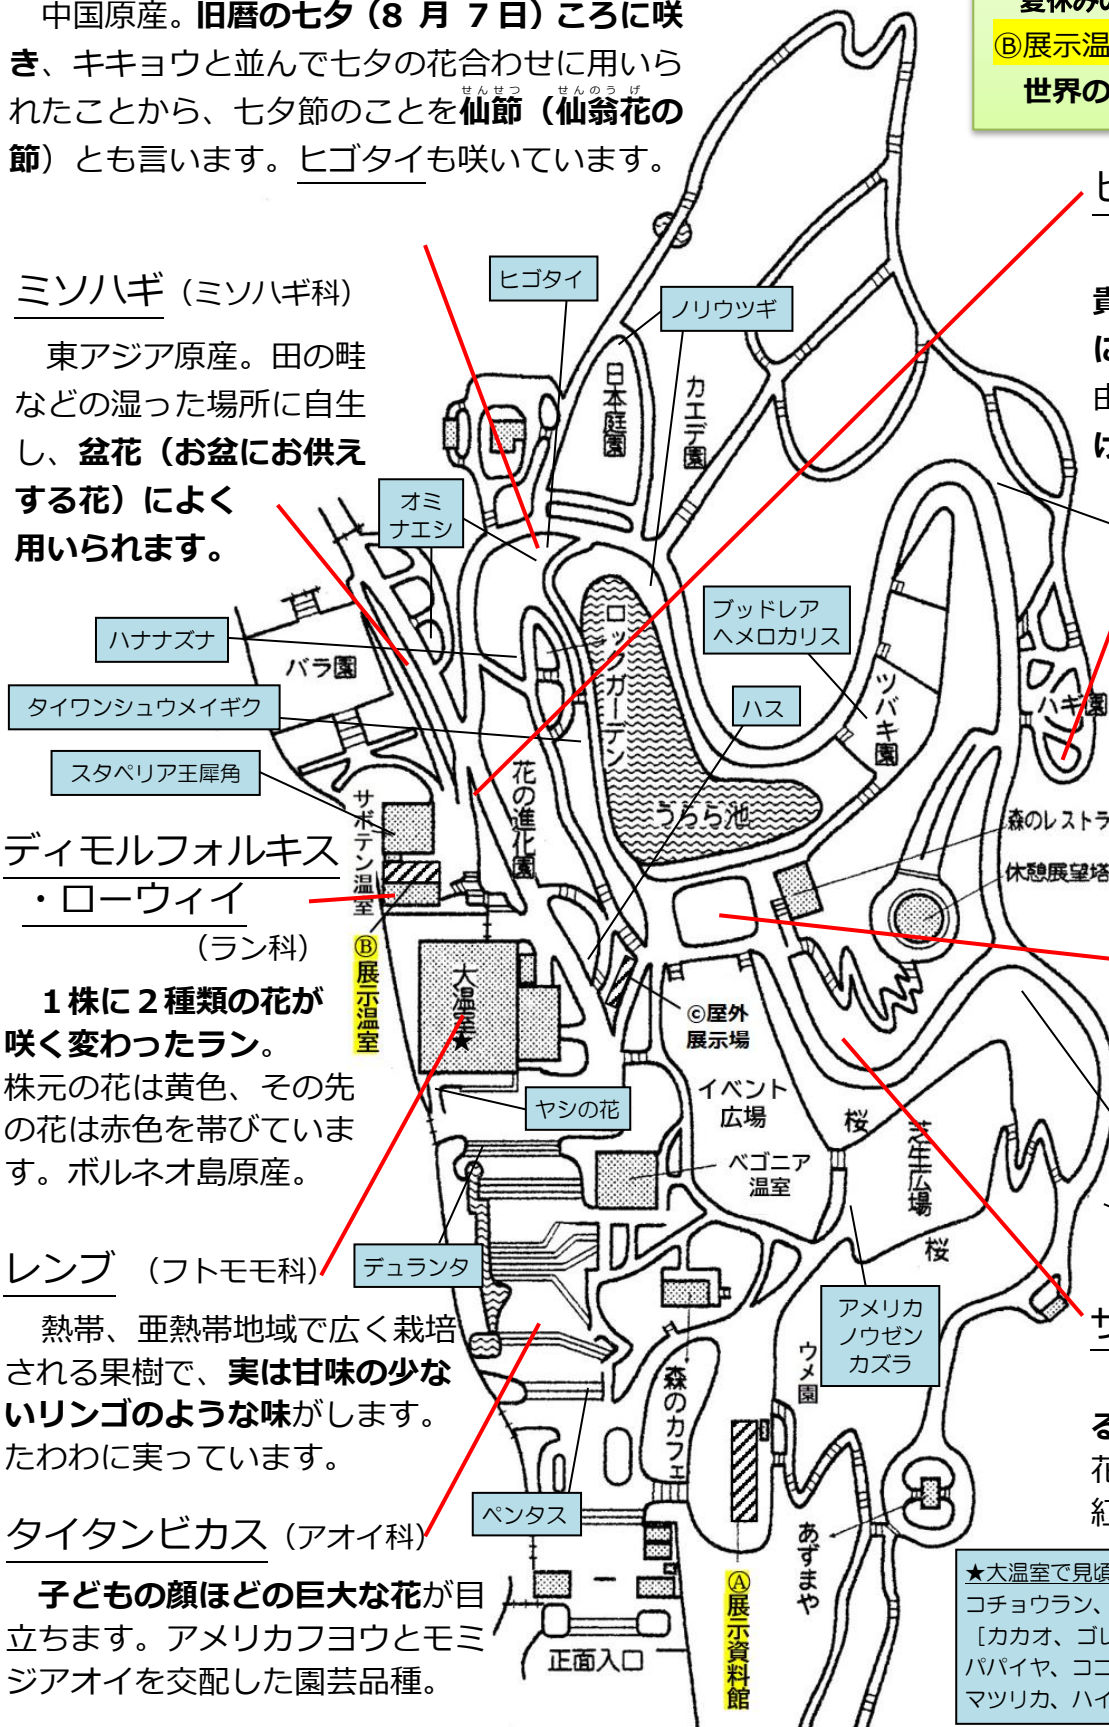 中国原産。旧暦の七夕（8 月 7日）ころに咲
き、キキョウと並んで七夕の花合わせに用いら
れたことから、七夕節のことを仙節（仙翁花の
せんせつ せんのうげ
節）とも言います。ヒゴタイも咲いています。
Ⓑ展示温
世界の
ミソハギ（ミソハギ科）
東アジア原産。田の畦
などの湿った場所に自生
し、盆花（お盆にお供え
する花）によく
用いられます。
ヒゴタイ
ノリウツギ
日本庭園
カエデ園
オミ
ナエシ
ハナナズナ
バラ園
タイワンシュウメイギク
スタペリア王犀角
サボテン温室
花の進化園
ロックガーデン
うらら池
ブッドレア
ヘメロカリス
ハス
ツバキ園
ハギ園
森のレストラ
休憩展望塔
ディモルフォルキス
・ローウィイ
（ラン科）
1株に2種類の花が
咲く変わったラン。
株元の花は黄色、その先
の花は赤色を帯びていま
す。ボルネオ島原産。
Ⓑ展示温室
大温室★
Ⓒ屋外
展示場
イベント
広場
ヤシの花
ベゴニア
温室
桜
芝生広場
桜
レンブ （フトモモ科）
熱帯、亜熱帯地域で広く栽培
される果樹で、実は甘味の少な
いリンゴのような味がします。
たわわに実っています。
デュランタ
アメリカ
ノウゼン
カズラ
ウメ園
森のカフェ
ペンタス
あずまや
タイタンビカス（アオイ科）
子どもの顔ほどの巨大な花が目
立ちます。アメリカフヨウとモミ
ジアオイを交配した園芸品種。
正面入口
Ⓐ展示資料館
貴
に
由
け
サ
る
花
紅
★大温室で見頃
コチョウラン、
［カカオ、ゴレ
パパイヤ、ココ
マツリカ、ハイ